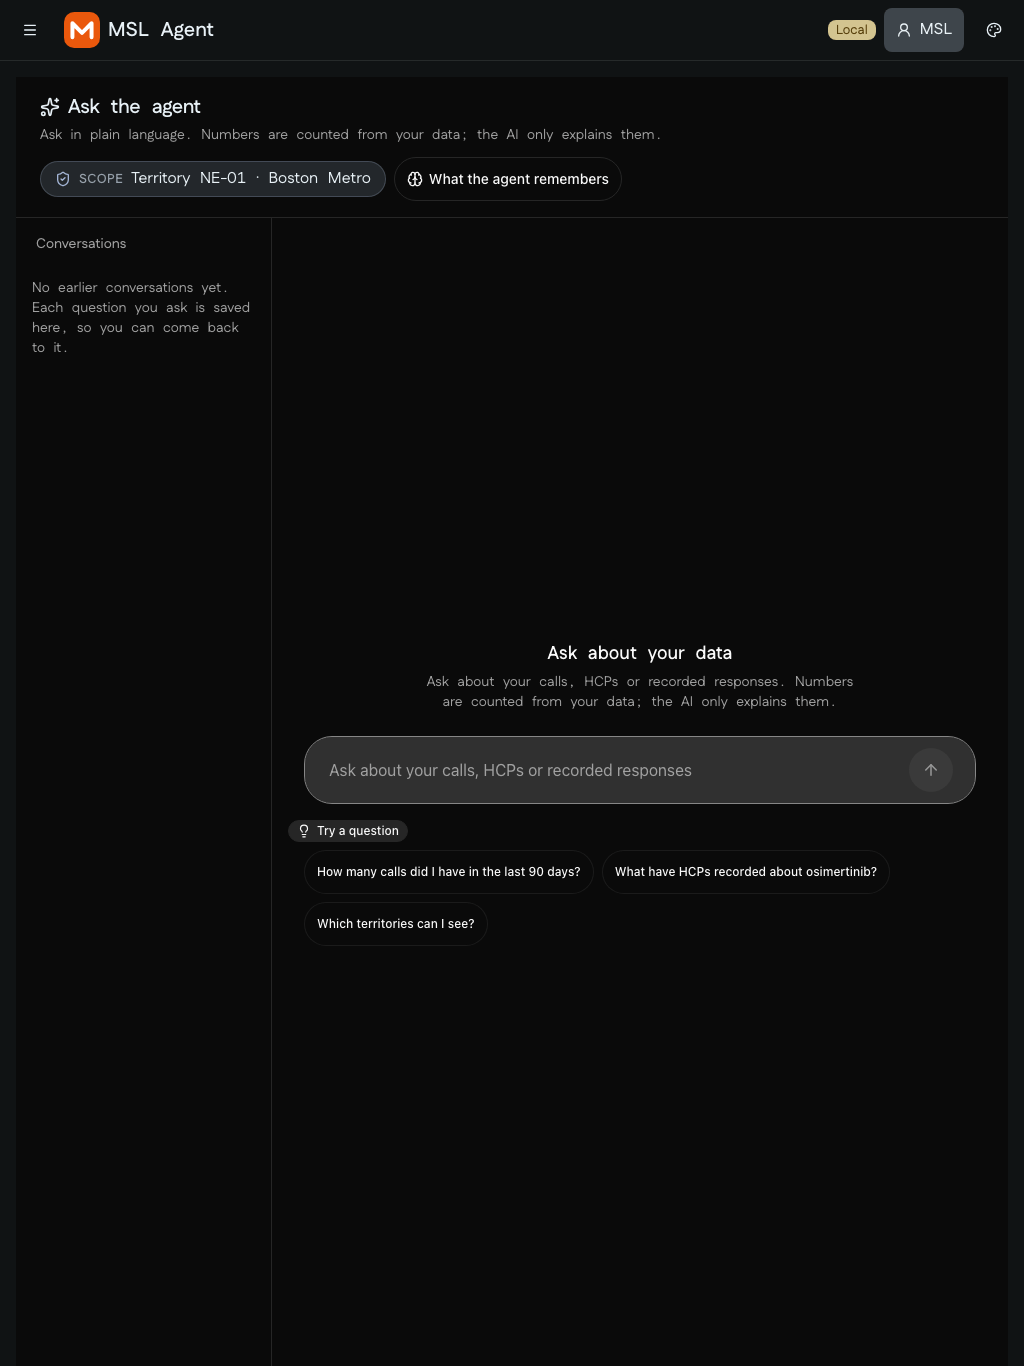 MSL Agent
Local
MSL
Ask the agent
Ask in plain language. Numbers are counted from your data; the AI only explains them.
SCOPE Territory NE-01 · Boston Metro
What the agent remembers
Conversations
No earlier conversations yet.
Each question you ask is saved
here, so you can come back
to it.
Ask about your data
Ask about your calls, HCPs or recorded responses. Numbers
are counted from your data; the AI only explains them.
Ask about your calls, HCPs or recorded responses
Try a question
How many calls did I have in the last 90 days?
What have HCPs recorded about osimertinib?
Which territories can I see?